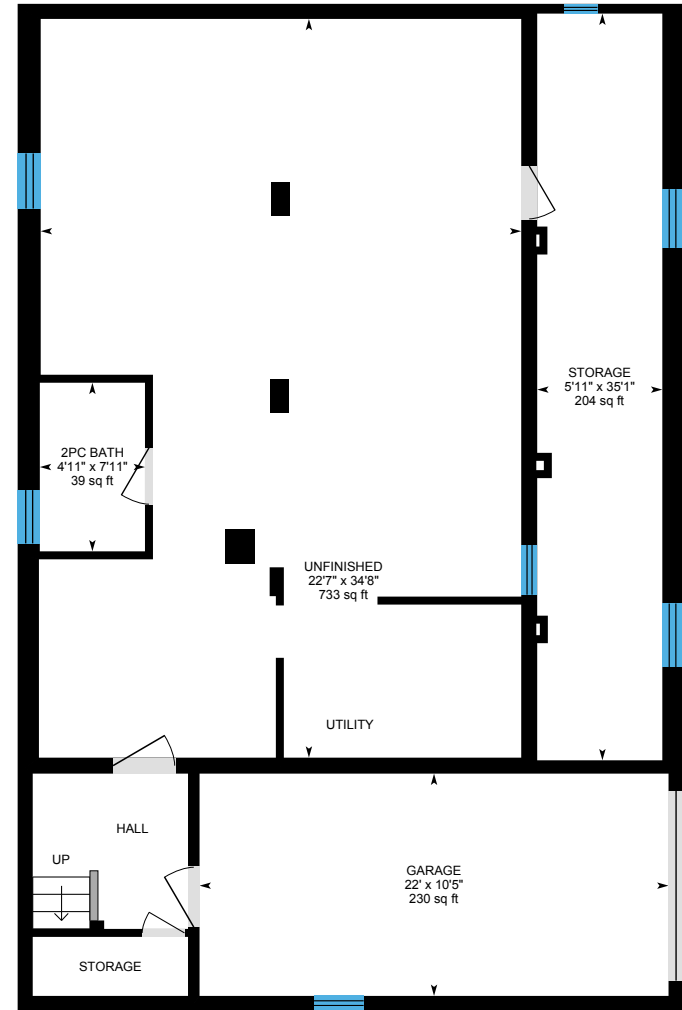 STORAGE
5'11" x 35'1"
204 sq ft
2PC BATH
4'11" x 7'11"
39 sq ft
UNFINISHED
22'7" x 34'8"
733 sq ft
UTILITY
HALL
UP
GARAGE
22' x 10'5"
230 sq ft
STORAGE